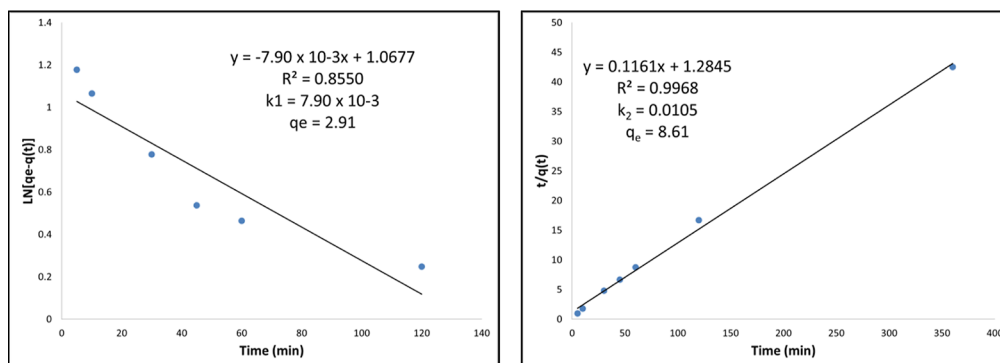 1.4
1.2
1
0.8
0.6
0.4
0.2
0
LN[qe-q(t)]
y = -7.90 x 10-3x + 1.0677
R² = 0.8550
k1 = 7.90 x 10-3
qe = 2.91
0 20 40 60 80 100 120 140
Time (min)
50
45
40
35
30
25
20
15
10
5
0
t/q(t)
y = 0.1161x + 1.2845
R² = 0.9968
k₂ = 0.0105
qₑ = 8.61
0 50 100 150 200 250 300 350 400
Time (min)